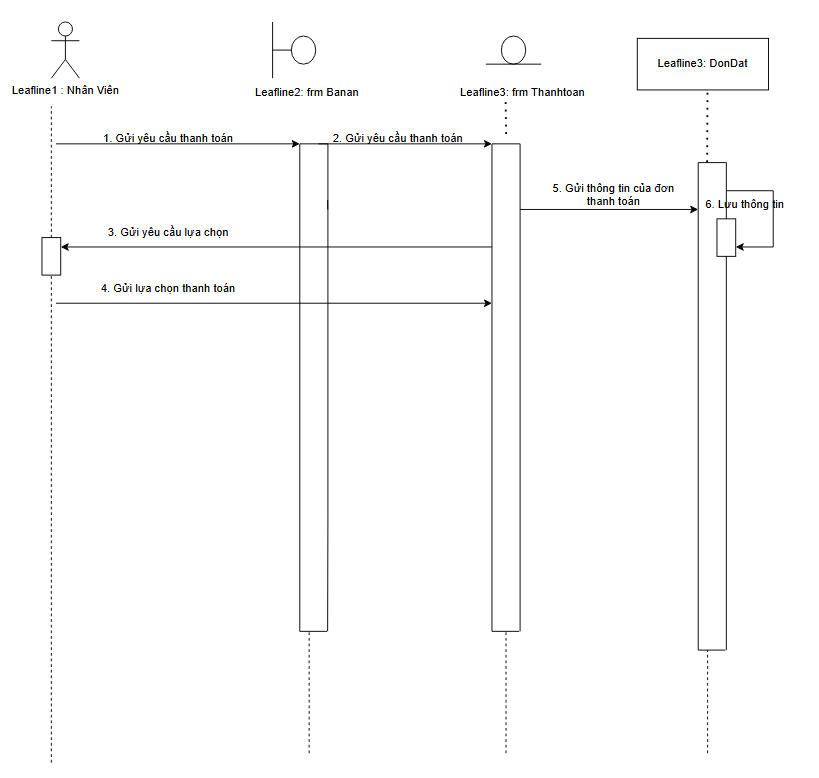 Leafline1 : Nhân Viên
Leafline2: frm Banan
Leafline3: frm Thanhtoan
Leafline3: DonDat
1. Gửi yêu cầu thanh toán
2. Gửi yêu cầu thanh toán
5. Gửi thông tin của đơn
thanh toán
6. Lưu thông tin
3. Gửi yêu cầu lựa chọn
4. Gửi lựa chọn thanh toán